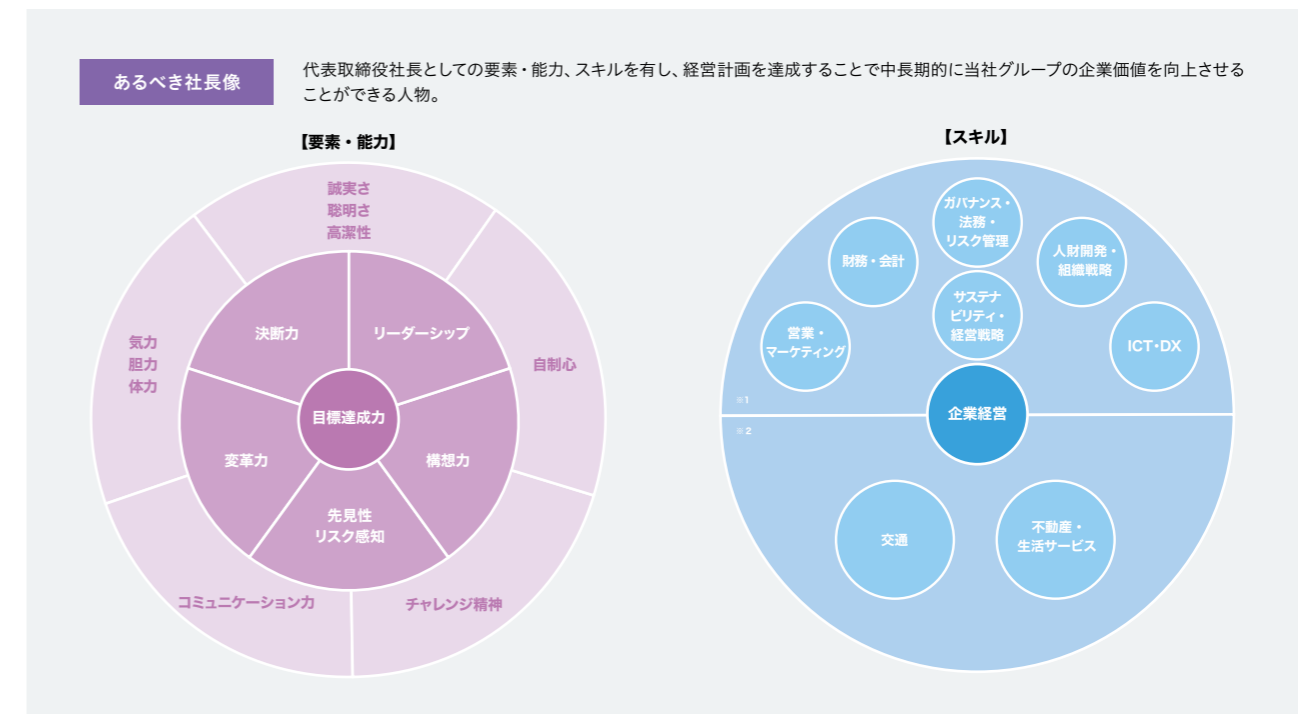 あるべき社長像
代表取締役社長としての要素・能力、スキルを有し、経営計画を達成することで中長期的に当社グループの企業価値を向上させる
ことができる人物。
【要素・能力】
誠実さ
聡明さ
高潔性
気力
胆力
体力
自制心
コミュニケーション力
チャレンジ精神
決断力
リーダーシップ
変革力
構想力
先見性
リスク感知
目標達成力
【スキル】
ガバナンス・
法務・
リスク管理
財務・会計
人財開発・
組織戦略
サステナ
ビリティ・
経営戦略
営業・
マーケティング
ICT・DX
※1
企業経営
※2
交通
不動産・
生活サービス